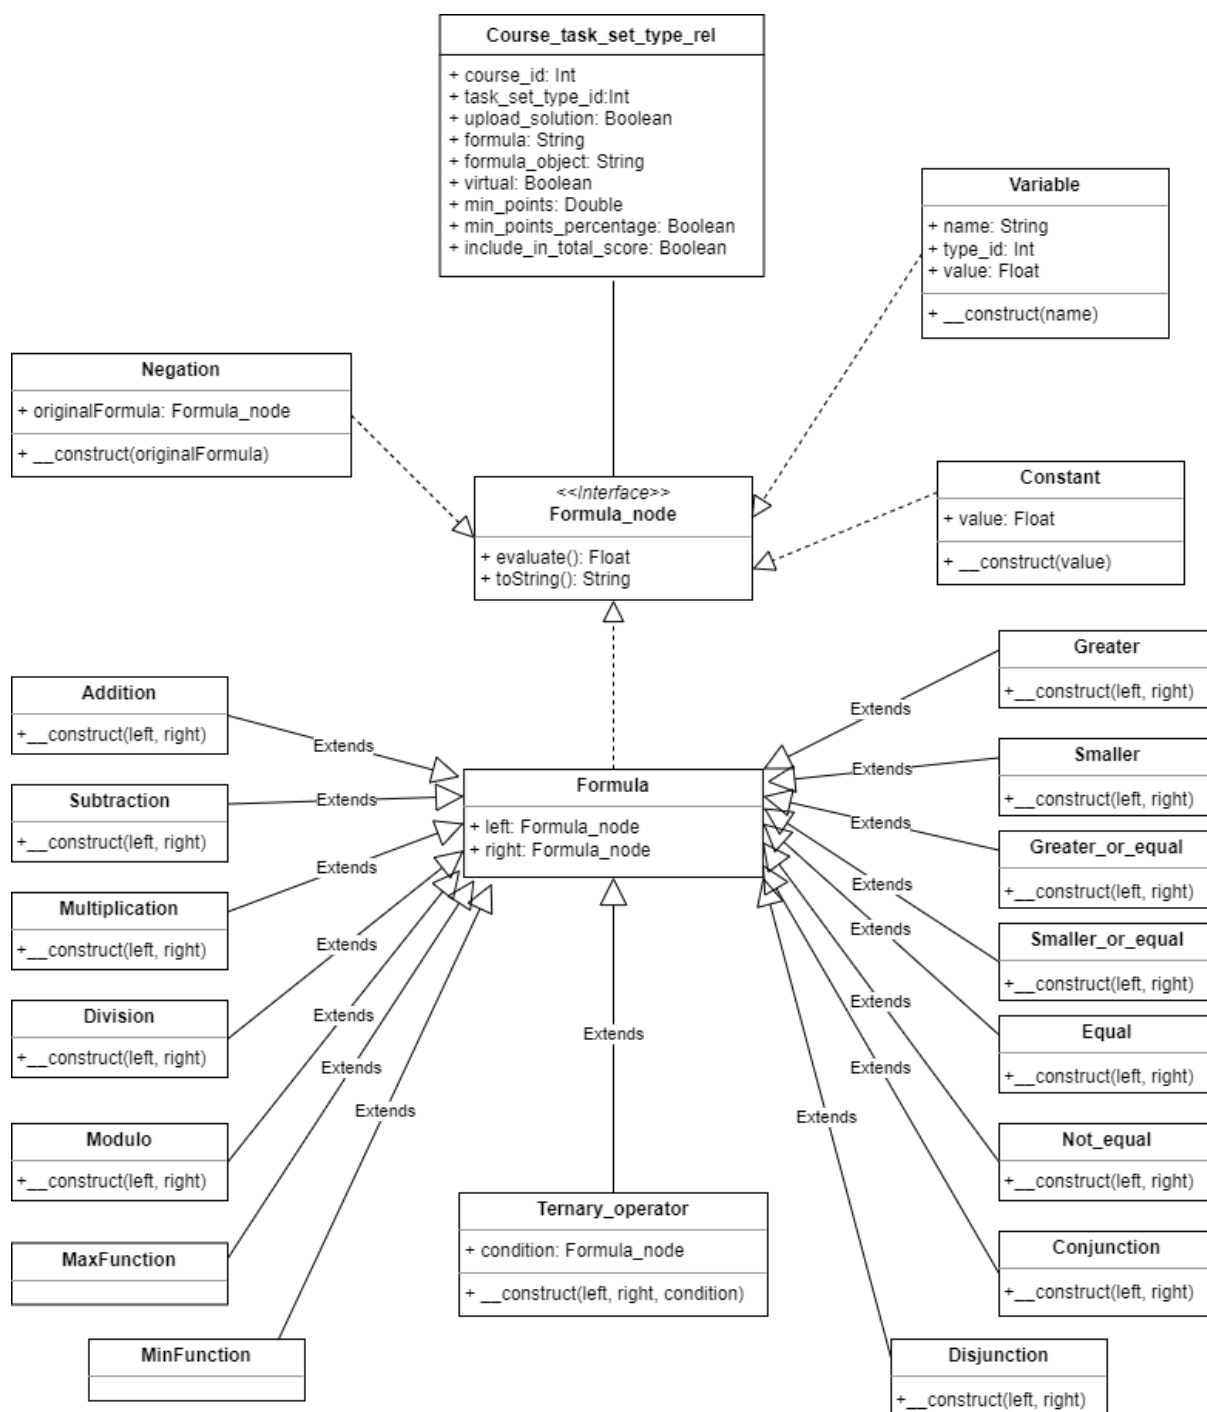 Course_task_set_type_rel
+ course_id: Int
+ task_set_type_id:Int
+ upload_solution: Boolean
+ formula: String
+ formula_object: String
+ virtual: Boolean
+ min_points: Double
+ min_points_percentage: Boolean
+ include_in_total_score: Boolean
Variable
+ name: String
+ type_id: Int
+ value: Float
+ __construct(name)
Negation
+ originalFormula: Formula_node
+ __construct(originalFormula)
<<Interface>>
Formula_node
+ evaluate(): Float
+ toString(): String
Constant
+ value: Float
+ __construct(value)
Addition
+__construct(left, right)
Extends
Subtraction
+__construct(left, right)
Extends
Multiplication
+__construct(left, right)
Extends
Division
+__construct(left, right)
Extends
Modulo
+__construct(left, right)
Extends
MaxFunction
Extends
MinFunction
Extends
Formula
+ left: Formula_node
+ right: Formula_node
Extends
Ternary_operator
+ condition: Formula_node
+ __construct(left, right, condition)
Greater
+__construct(left, right)
Extends
Smaller
+__construct(left, right)
Extends
Greater_or_equal
+__construct(left, right)
Extends
Smaller_or_equal
+__construct(left, right)
Extends
Equal
+__construct(left, right)
Extends
Not_equal
+__construct(left, right)
Extends
Conjunction
+__construct(left, right)
Extends
Disjunction
+__construct(left, right)
Extends